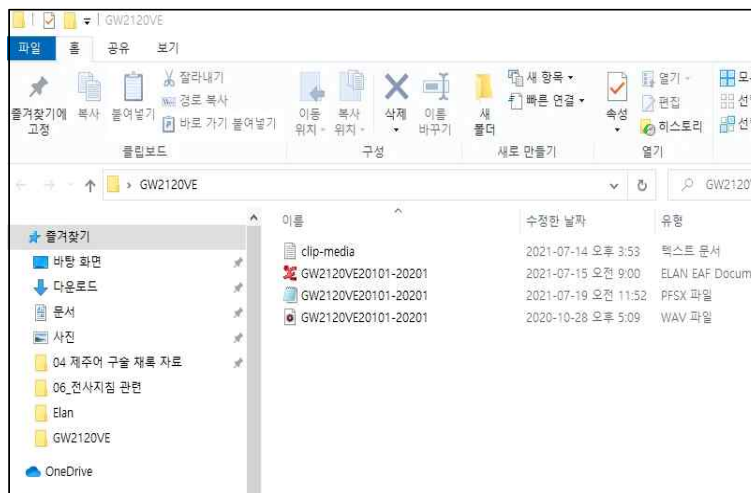 GW2120VE
파일 홈 공유 보기
즐겨찾기에 고정
복사
붙여넣기
잘라내기
경로 복사
바로 가기 붙여넣기
이동 위치
복사 위치
삭제
이름 바꾸기
새 폴더
새 항목
빠른 연결
속성
열기
편집
히스토리
클립보드 구성 새로 만들기 열기
GW2120VE
이름 수정한 날짜 유형
clip-media 2021-07-14 오후 3:53 텍스트 문서
GW2120VE20101-20201 2021-07-15 오전 9:00 ELAN EAF Docum
GW2120VE20101-20201 2021-07-19 오전 11:52 PFSX 파일
GW2120VE20101-20201 2020-10-28 오후 5:09 WAV 파일
즐겨찾기
바탕 화면
다운로드
문서
사진
04 제주어 구술 채록 자료
06_전사지침 관련
Elan
GW2120VE
OneDrive